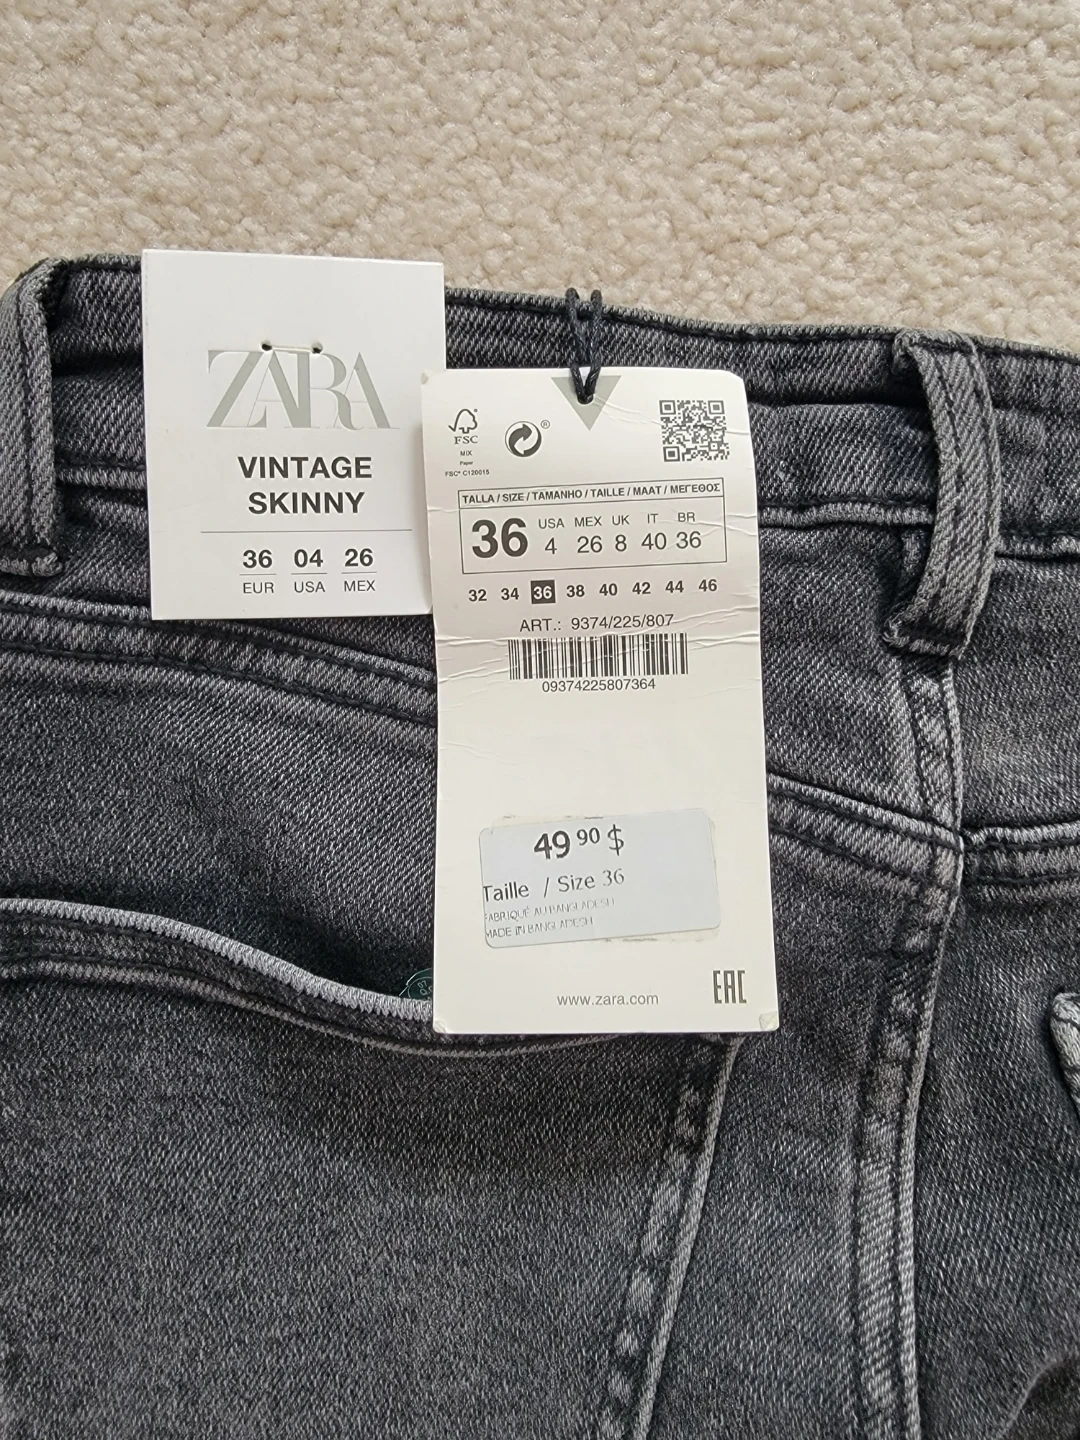 ZARA
VINTAGE
SKINNY
36 04 26
EUR USA MEX
FSC
MIX
Paper
FSC® C120015
®
TALLA / SIZE / TAMANHO / TAILLE / MAAT / ΜΕΓΕΘΟΣ
36 USA MEX UK IT BR
4 26 8 40 36
32 34 36 38 40 42 44 46
ART.: 9374/225/807
09374225807364
49 90 $
Taille / Size 36
FABRIQUÉ AU BANGLADESH
MADE IN BANGLADESH
www.zara.com
EAC